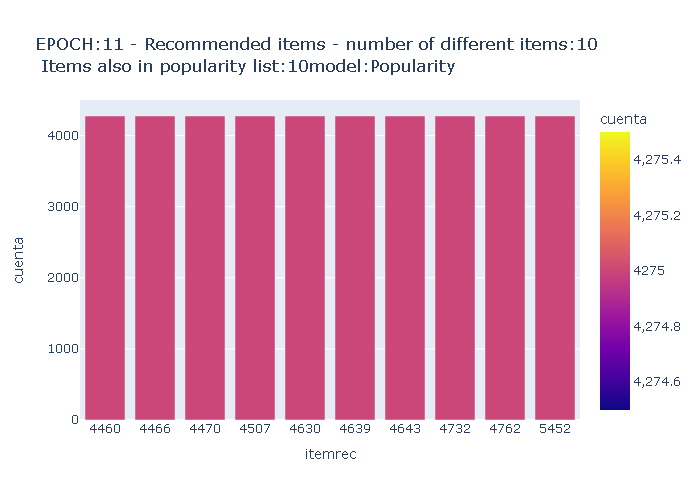 EPOCH:11 - Recommended items - number of different items:10
Items also in popularity list:10model:Popularity
cuenta
4,275.4
4,275.2
4275
4,274.8
4,274.6
cuenta
4000
3000
2000
1000
0
4460 4466 4470 4507 4630 4639 4643 4732 4762 5452
itemrec